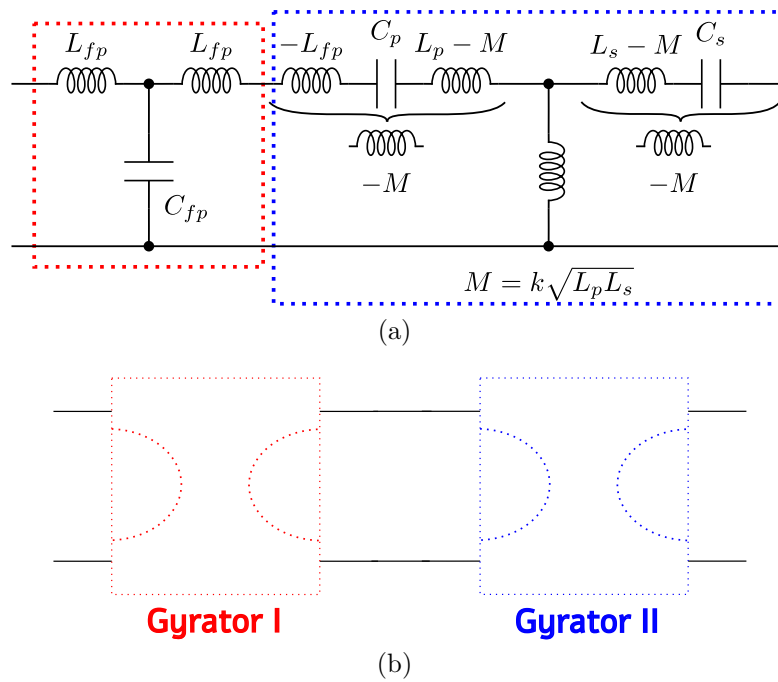 L_{fp} L_{fp} -L_{fp} C_p L_p - M L_s - M C_s
C_{fp} -M -M
M = k\sqrt{L_p L_s}
(a)
Gyrator I Gyrator II
(b)